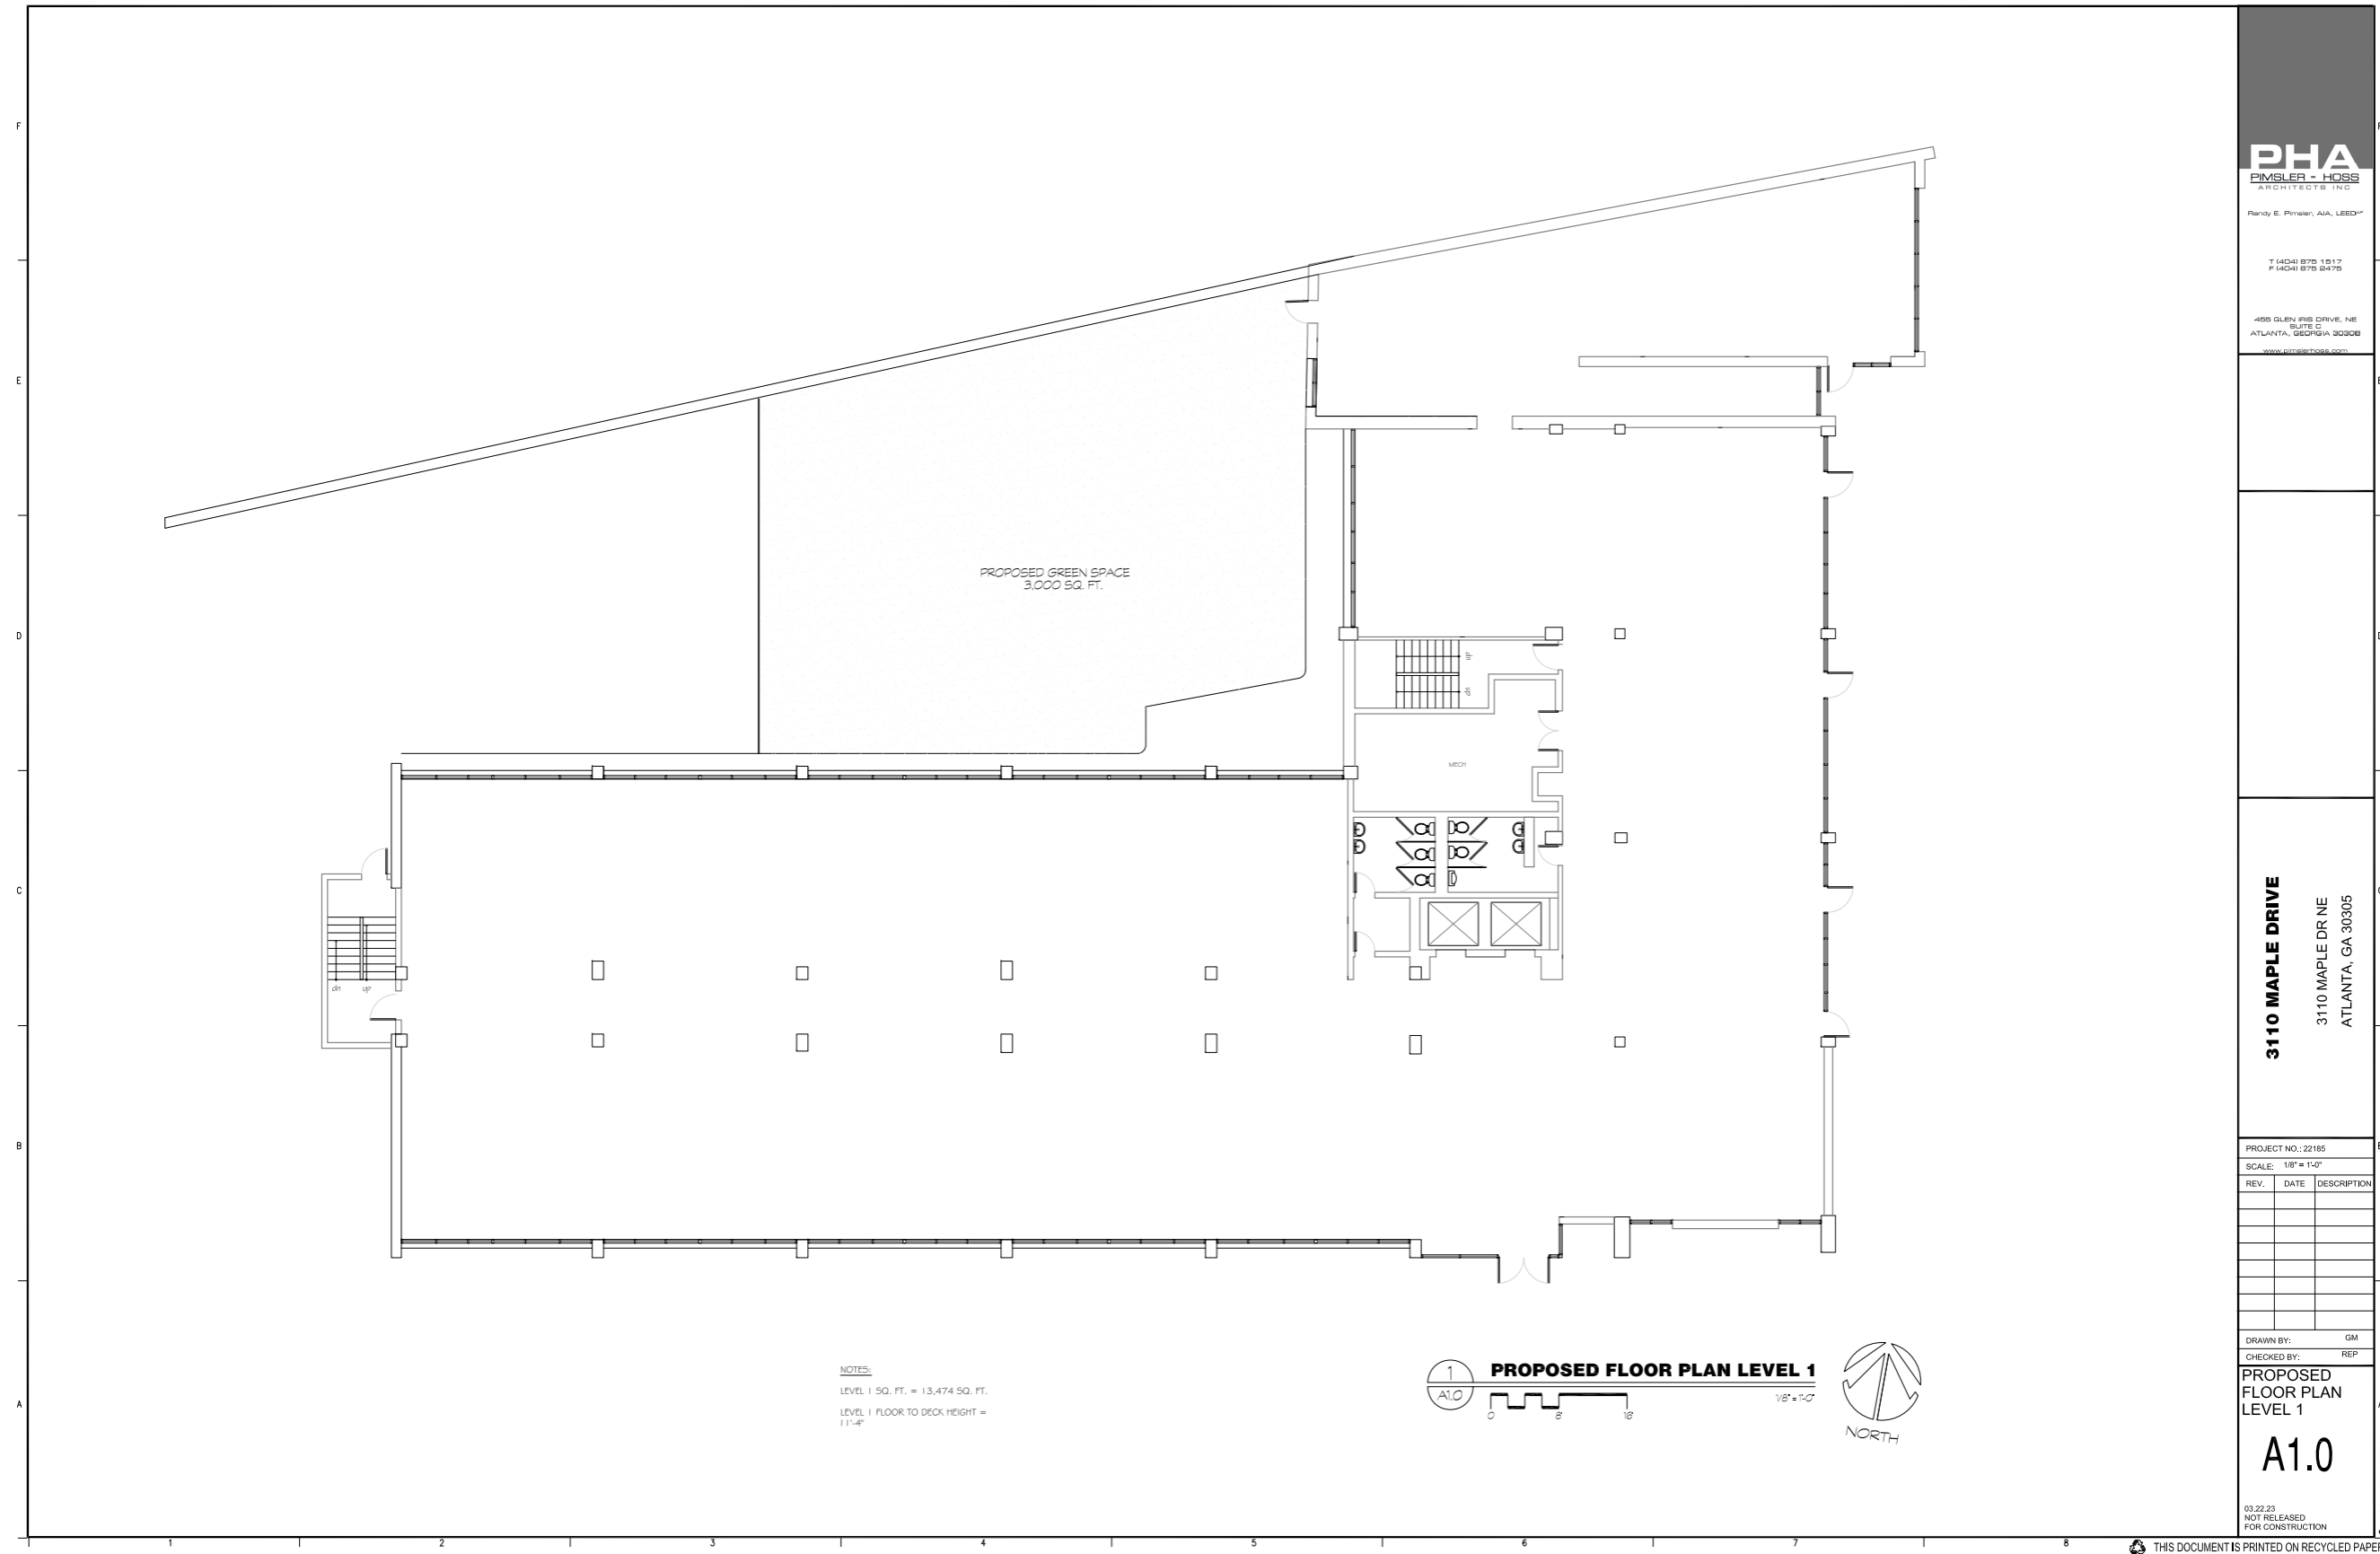 F
E
D
C
B
A
1
2
3
4
5
6
7
8
PROPOSED GREEN SPACE
3,000 SQ. FT.
up
dn
MECH
dn
up
NOTES:
LEVEL 1 SQ. FT. = 13,474 SQ. FT.
LEVEL 1 FLOOR TO DECK HEIGHT =
11'-4"
1
A1.0
PROPOSED FLOOR PLAN LEVEL 1
0
8'
16'
1/8" = 1'-0"
NORTH
PHA
PIMSLER - HOSS
ARCHITECTS INC
Randy E. Pimsler, AIA, LEED
T (404) 875 1517
F (404) 875 2475
455 GLEN IRIS DRIVE, NE
SUITE C
ATLANTA, GEORGIA 30308
www.pimslerhoss.com
3110 MAPLE DRIVE
3110 MAPLE DR NE
ATLANTA, GA 30305
PROJECT NO.: 22185
SCALE: 1/8" = 1'-0"
REV. DATE DESCRIPTION
DRAWN BY: GM
CHECKED BY: REP
PROPOSED
FLOOR PLAN
LEVEL 1
A1.0
03.22.23
NOT RELEASED
FOR CONSTRUCTION
THIS DOCUMENT IS PRINTED ON RECYCLED PAPE